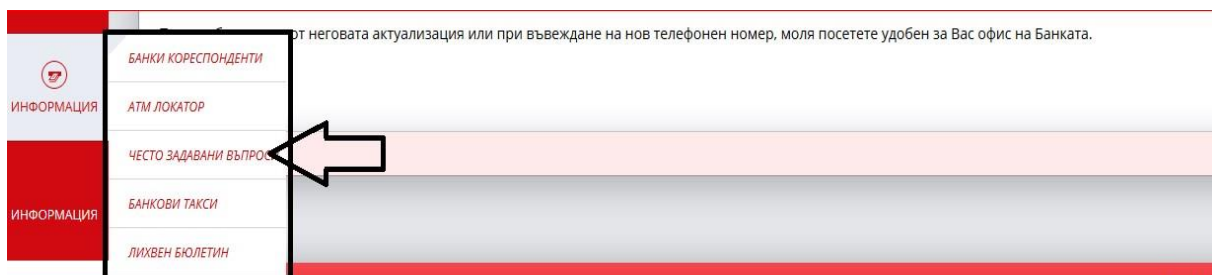 от неговата актуализация или при въвеждане на нов телефонен номер, моля посетете удобен за Вас офис на Банката.
БАНКИ КОРЕСПОНДЕНТИ
ИНФОРМАЦИЯ
АТМ ЛОКАТОР
ЧЕСТО ЗАДАВАНИ ВЪПРОС
БАНКОВИ ТАКСИ
ИНФОРМАЦИЯ
ЛИХВЕН БЮЛЕТИН